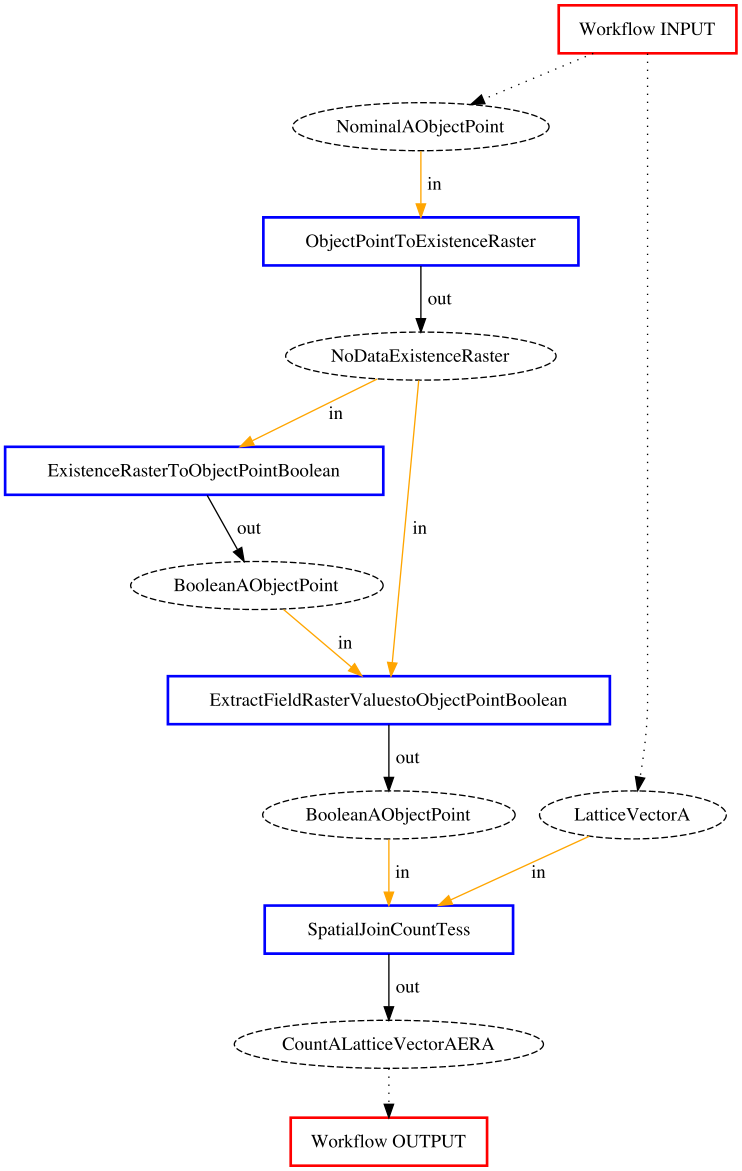 Workflow INPUT
NominalAObjectPoint
in
ObjectPointToExistenceRaster
out
NoDataExistenceRaster
in
ExistenceRasterToObjectPointBoolean
out
in
BooleanAObjectPoint
in
ExtractFieldRasterValuestoObjectPointBoolean
out
BooleanAObjectPoint
LatticeVectorA
in
in
SpatialJoinCountTess
out
CountALatticeVectorAERA
Workflow OUTPUT